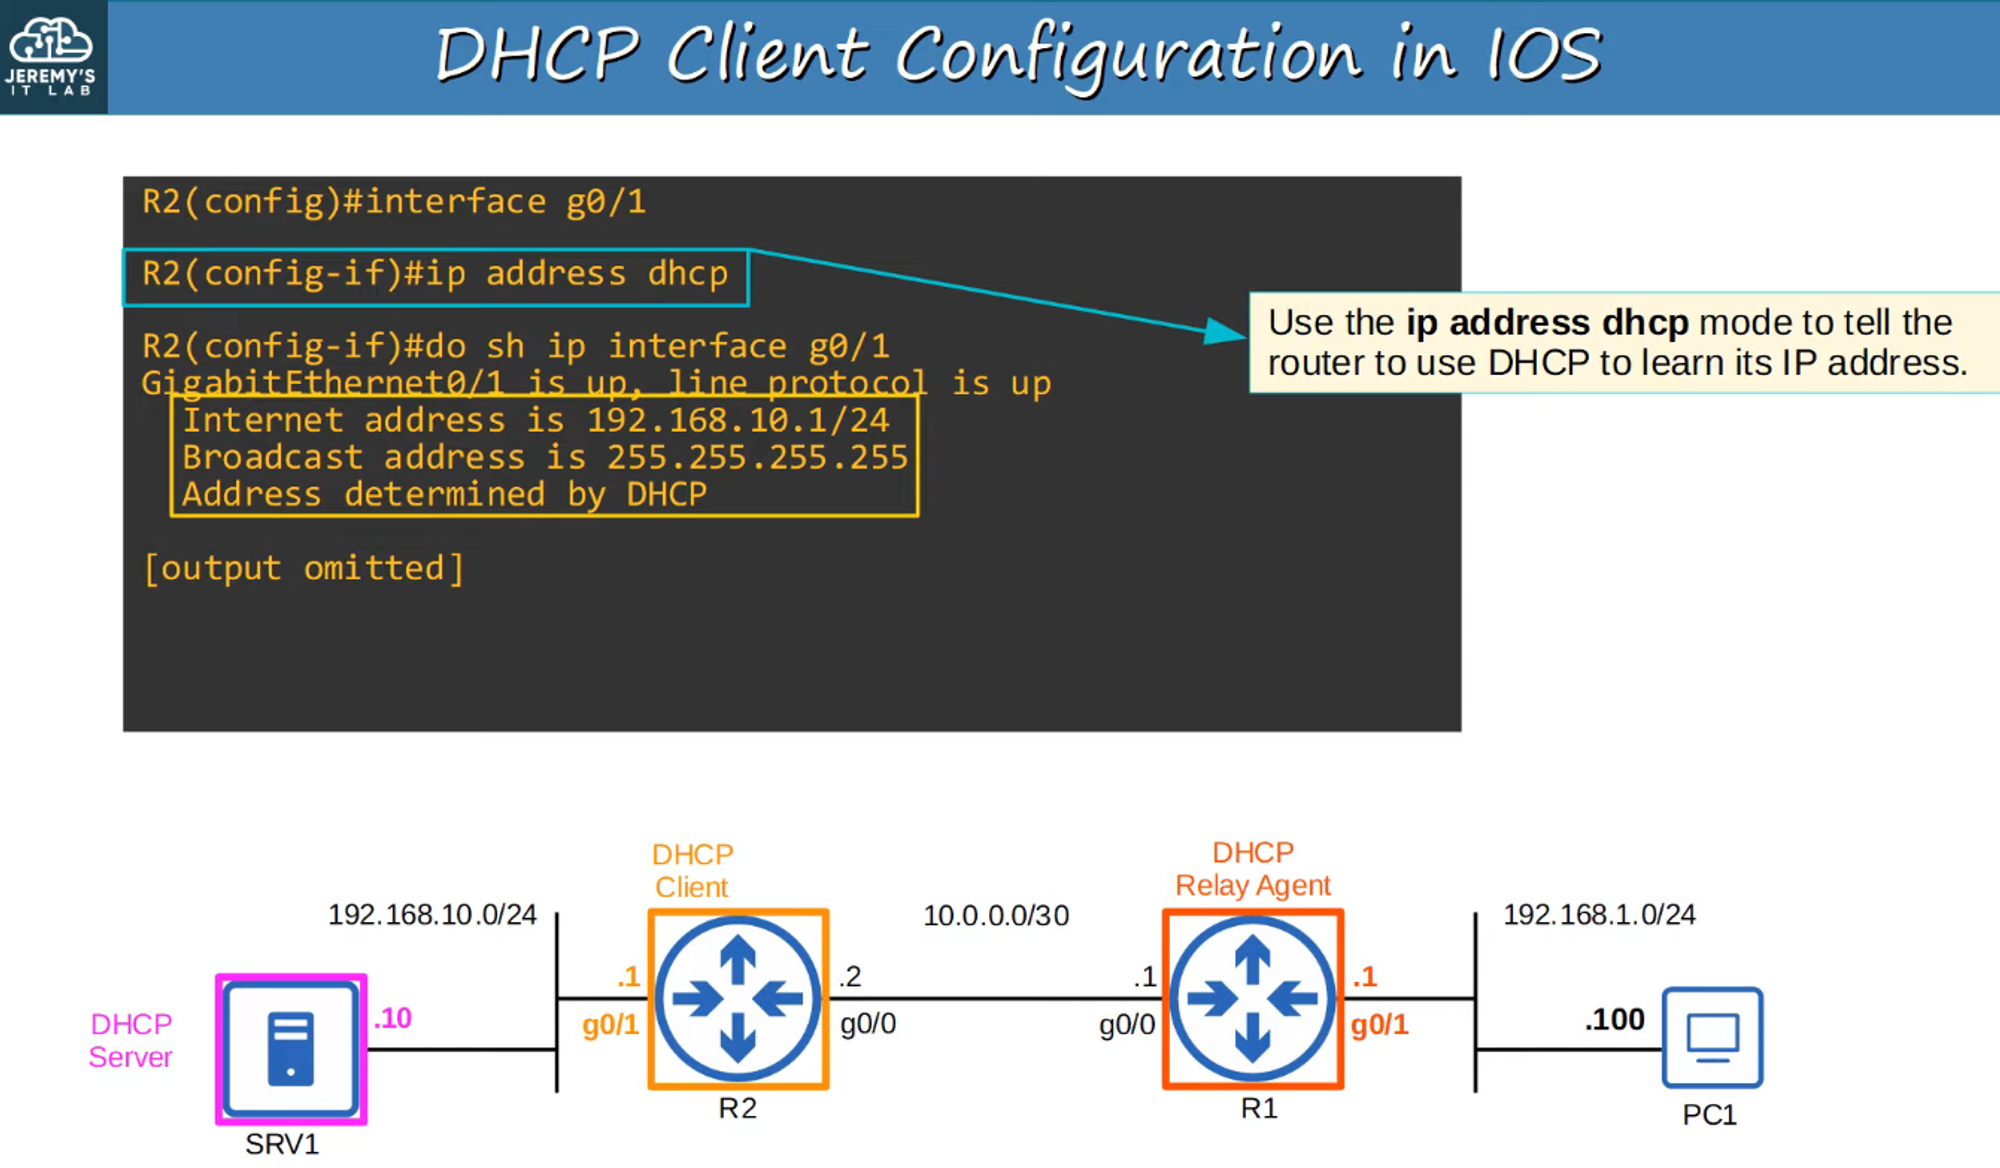 JEREMY'S
IT LAB
DHCP Client Configuration in IOS
R2(config)#interface g0/1
R2(config-if)#ip address dhcp
R2(config-if)#do sh ip interface g0/1
GigabitEthernet0/1 is up, line protocol is up
Internet address is 192.168.10.1/24
Broadcast address is 255.255.255.255
Address determined by DHCP
[output omitted]
Use the ip address dhcp mode to tell the
router to use DHCP to learn its IP address.
DHCP
Server
.10
SRV1
192.168.10.0/24
DHCP
Client
.1
g0/1
R2
.2
g0/0
10.0.0.0/30
DHCP
Relay Agent
.1
g0/0
R1
.1
g0/1
192.168.1.0/24
.100
PC1